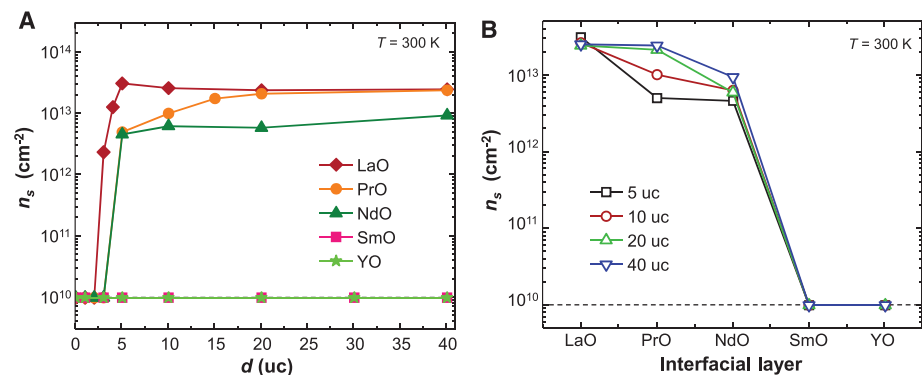 A
B
T = 300 K
T = 300 K
10^14
10^13
10^12
10^11
10^10
n_s (cm^-2)
LaO
PrO
NdO
SmO
YO
0 5 10 15 20 25 30 35 40
d (uc)
10^13
10^12
10^11
10^10
n_s (cm^-2)
5 uc
10 uc
20 uc
40 uc
LaO PrO NdO SmO YO
Interfacial layer